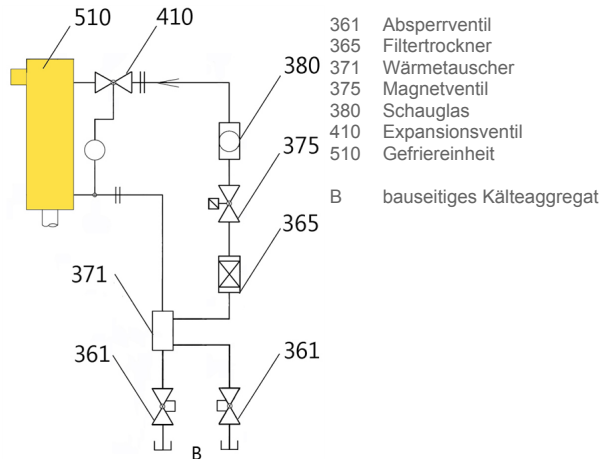 510
410
380
375
365
371
361
361
B
361 Absperrventil
365 Filtertrockner
371 Wärmetauscher
375 Magnetventil
380 Schauglas
410 Expansionsventil
510 Gefriereinheit
B bauseitiges Kälteaggregat